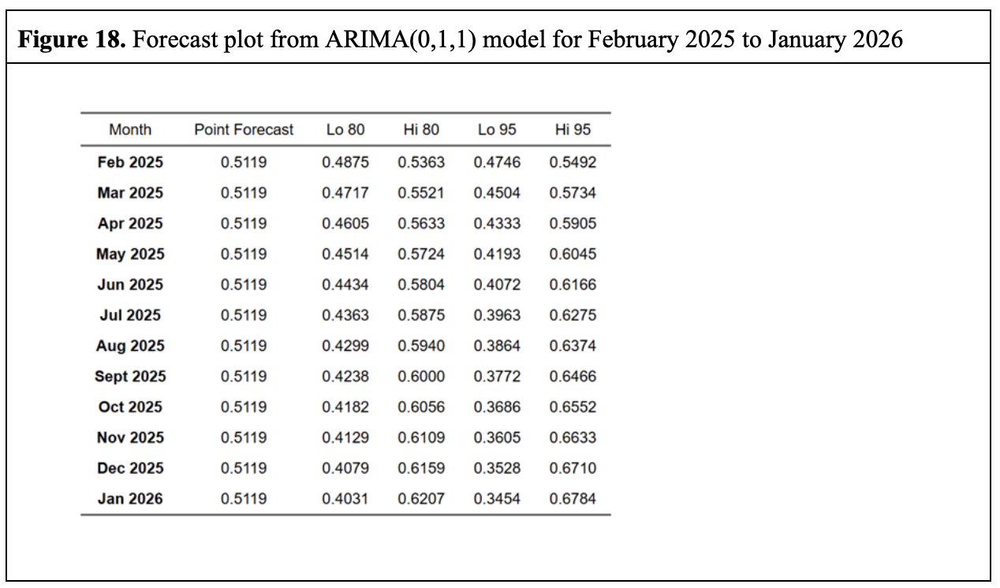 Figure 18. Forecast plot from ARIMA(0,1,1) model for February 2025 to January 2026
Month Point Forecast Lo 80 Hi 80 Lo 95 Hi 95
Feb 2025 0.5119 0.4875 0.5363 0.4746 0.5492
Mar 2025 0.5119 0.4717 0.5521 0.4504 0.5734
Apr 2025 0.5119 0.4605 0.5633 0.4333 0.5905
May 2025 0.5119 0.4514 0.5724 0.4193 0.6045
Jun 2025 0.5119 0.4434 0.5804 0.4072 0.6166
Jul 2025 0.5119 0.4363 0.5875 0.3963 0.6275
Aug 2025 0.5119 0.4299 0.5940 0.3864 0.6374
Sept 2025 0.5119 0.4238 0.6000 0.3772 0.6466
Oct 2025 0.5119 0.4182 0.6056 0.3686 0.6552
Nov 2025 0.5119 0.4129 0.6109 0.3605 0.6633
Dec 2025 0.5119 0.4079 0.6159 0.3528 0.6710
Jan 2026 0.5119 0.4031 0.6207 0.3454 0.6784